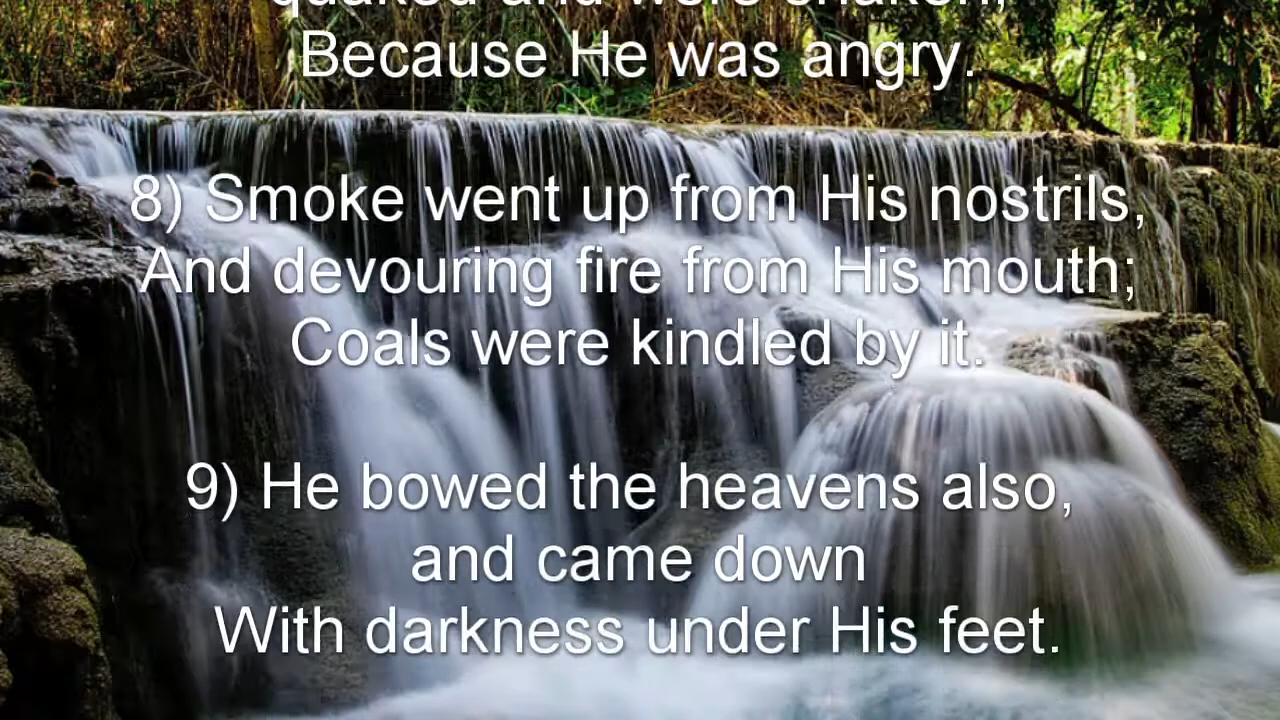 quaked and were shaken,
Because He was angry.
8) Smoke went up from His nostrils,
And devouring fire from His mouth;
Coals were kindled by it.
9) He bowed the heavens also,
and came down
With darkness under His feet.